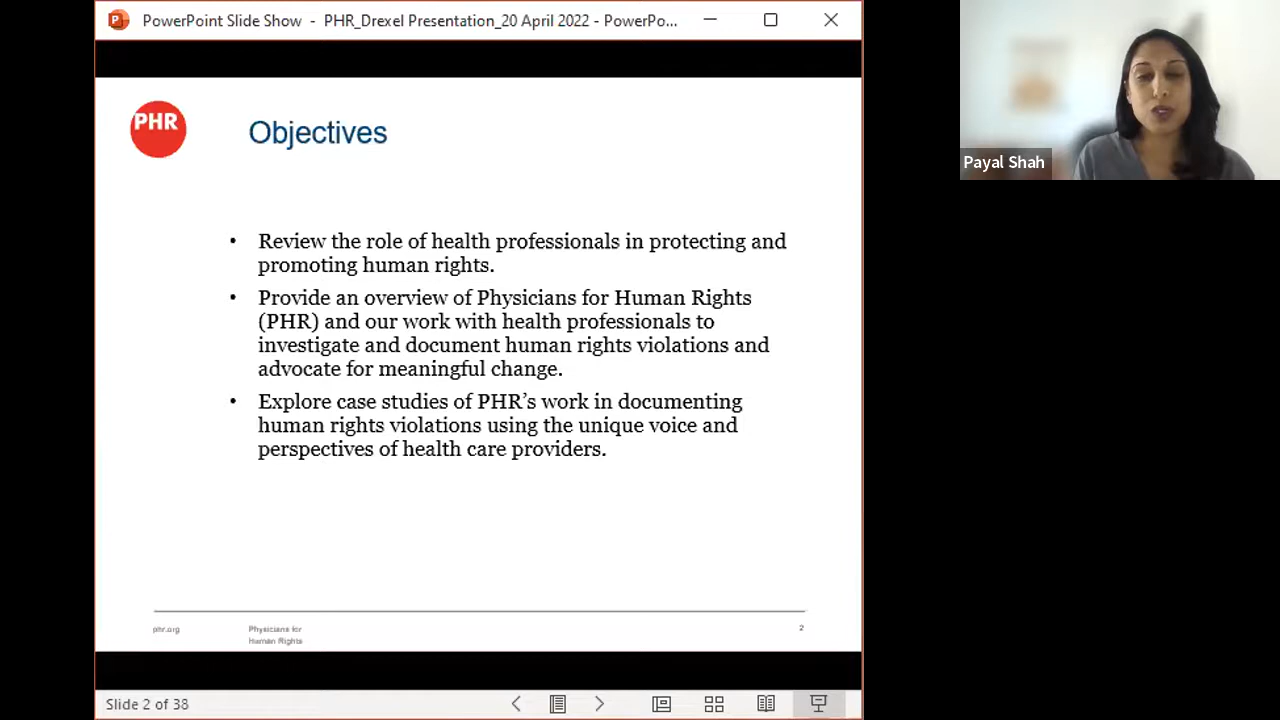 PowerPoint Slide Show - PHR_Drexel Presentation_20 April 2022 - PowerPo...
PHR
Objectives
• Review the role of health professionals in protecting and
promoting human rights.
• Provide an overview of Physicians for Human Rights
(PHR) and our work with health professionals to
investigate and document human rights violations and
advocate for meaningful change.
• Explore case studies of PHR’s work in documenting
human rights violations using the unique voice and
perspectives of health care providers.
phr.org
Physicians for
Human Rights
2
Slide 2 of 38
Payal Shah